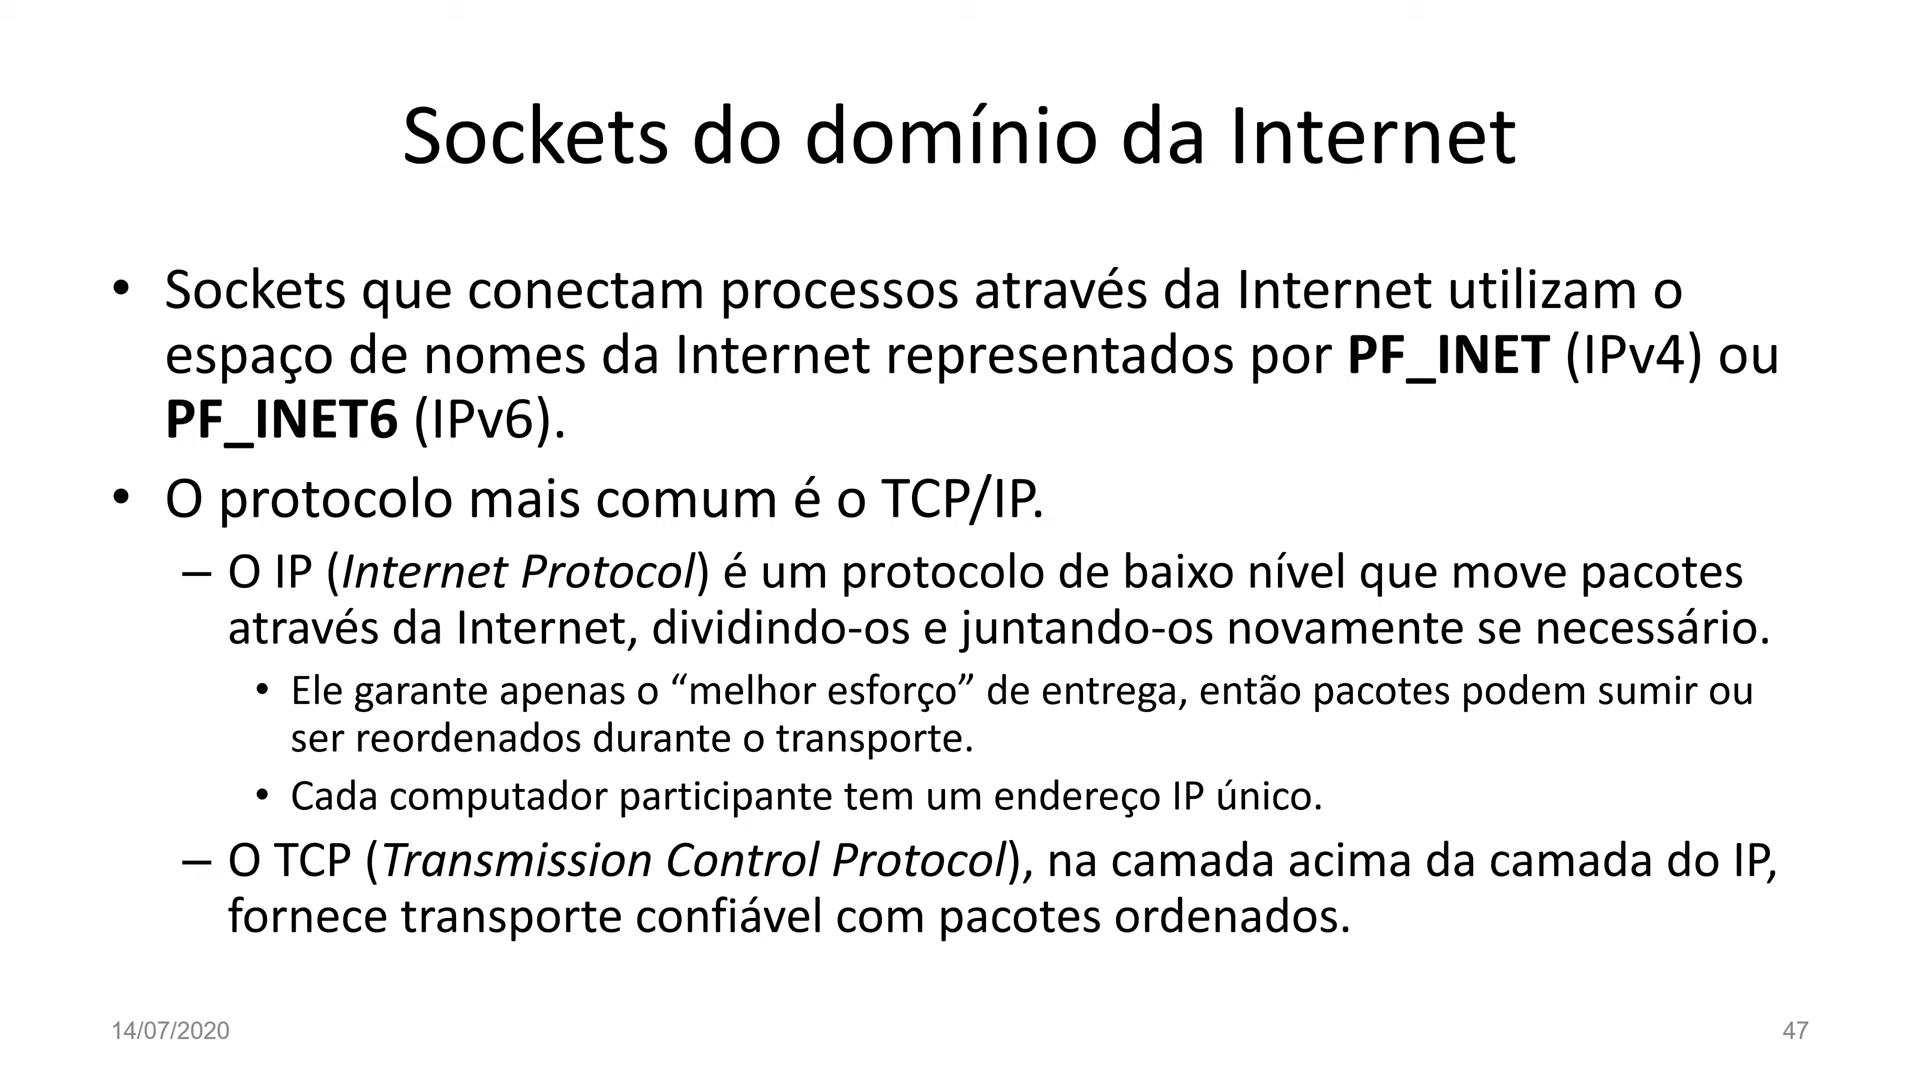 Sockets do domínio da Internet
• Sockets que conectam processos através da Internet utilizam o
espaço de nomes da Internet representados por PF_INET (IPv4) ou
PF_INET6 (IPv6).
• O protocolo mais comum é o TCP/IP.
– O IP (Internet Protocol) é um protocolo de baixo nível que move pacotes
através da Internet, dividindo-os e juntando-os novamente se necessário.
• Ele garante apenas o “melhor esforço” de entrega, então pacotes podem sumir ou
ser reordenados durante o transporte.
• Cada computador participante tem um endereço IP único.
– O TCP (Transmission Control Protocol), na camada acima da camada do IP,
fornece transporte confiável com pacotes ordenados.
14/07/2020
47